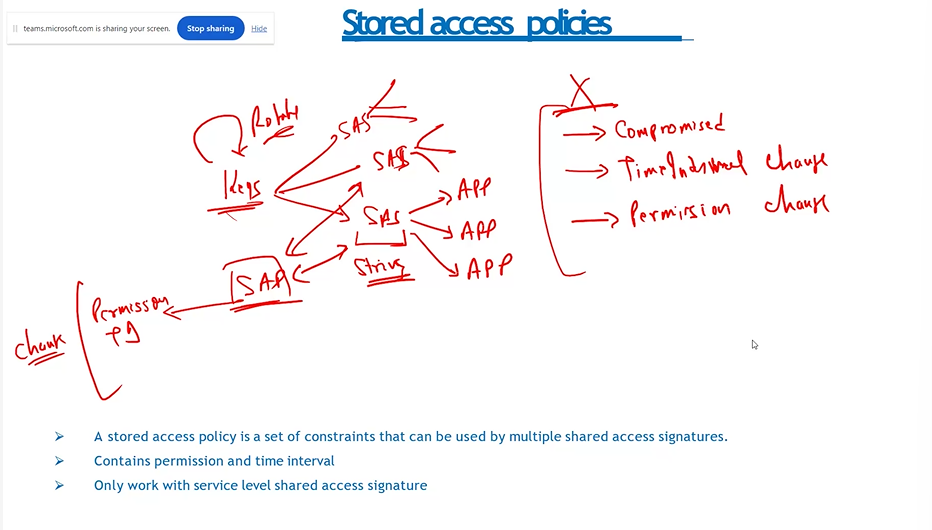 Stored access policies
teams.microsoft.com is sharing your screen. Stop sharing Hide
Rotate
Keys
SAS
SAS
SAS
String
APP
APP
APP
SAP
Permission
change
X
→ Compromised
→ change
→ Permission change
➢ A stored access policy is a set of constraints that can be used by multiple shared access signatures.
➢ Contains permission and time interval
➢ Only work with service level shared access signature